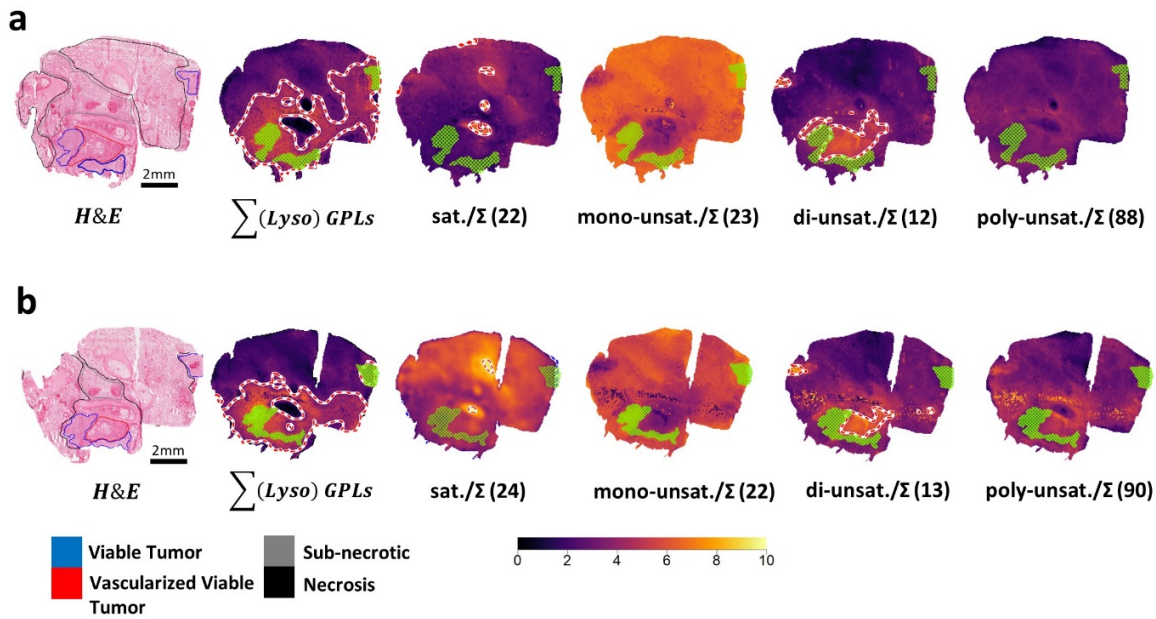 a
2mm
H&E
∑(Lyso) GPLs
sat./Σ (22)
mono-unsat./Σ (23)
di-unsat./Σ (12)
poly-unsat./Σ (88)
b
2mm
H&E
∑(Lyso) GPLs
sat./Σ (24)
mono-unsat./Σ (22)
di-unsat./Σ (13)
poly-unsat./Σ (90)
Viable Tumor
Vascularized Viable
Tumor
Sub-necrotic
Necrosis
0 2 4 6 8 10